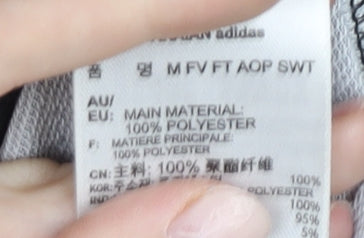 adidas
품 명 M FV FT AOP SWT
AU/
EU: MAIN MATERIAL:
100% POLYESTER
F: MATIERE PRINCIPALE:
100% POLYESTER
CN: 主料: 100% 聚酯纤维
KOR: 100%
POLYESTER
100%
95%
5%